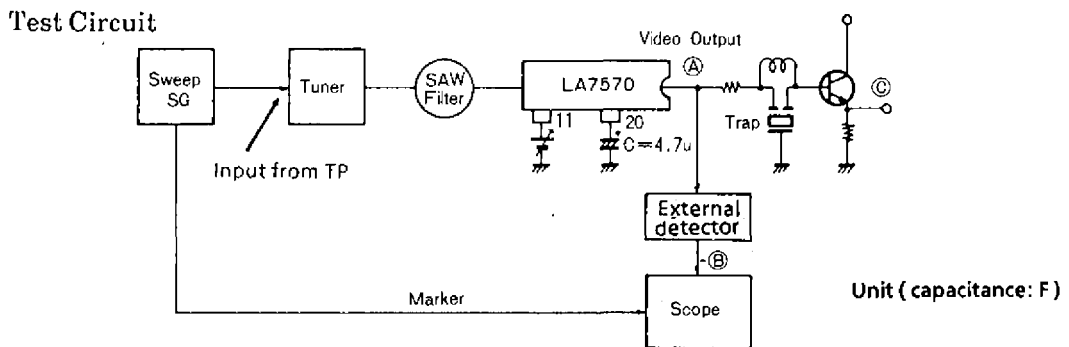 Test Circuit
Video Output
Sweep
SG
Tuner
SAW
Filter
LA7570
Ⓐ
Ⓒ
11
20
C=4.7u
Trap
Input from TP
External
detector
Ⓑ
Marker
Scope
Unit ( capacitance: F )